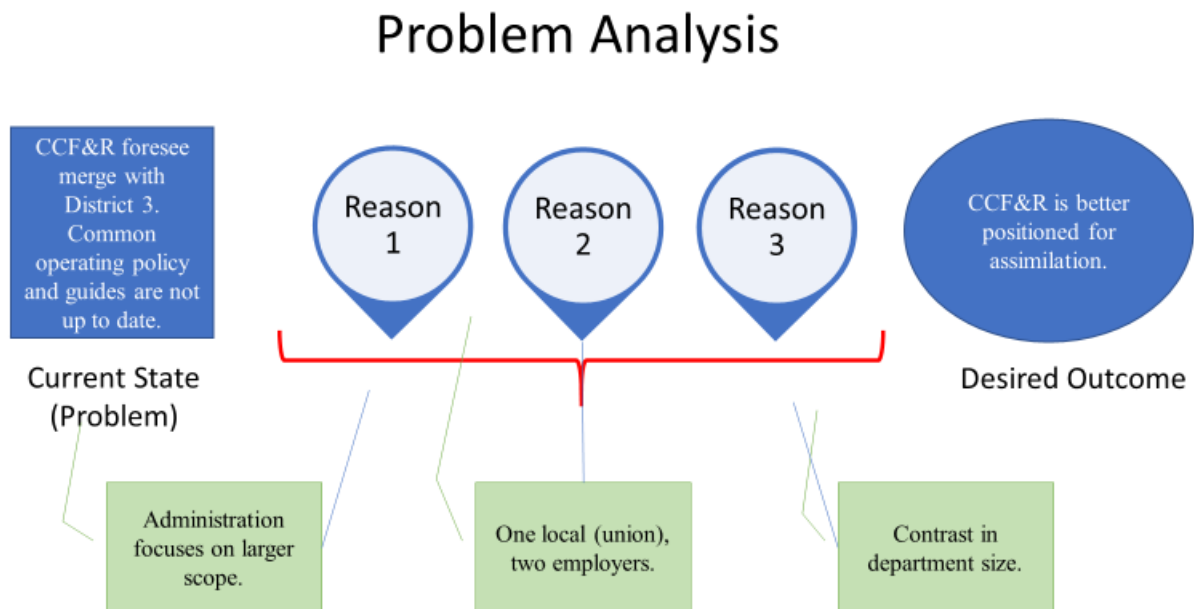 Problem Analysis
CCF&R foresee
merge with
District 3.
Common
operating policy
and guides are not
up to date.
Current State
(Problem)
Reason
1
Reason
2
Reason
3
CCF&R is better
positioned for
assimilation.
Desired Outcome
Administration
focuses on larger
scope.
One local (union),
two employers.
Contrast in
department size.